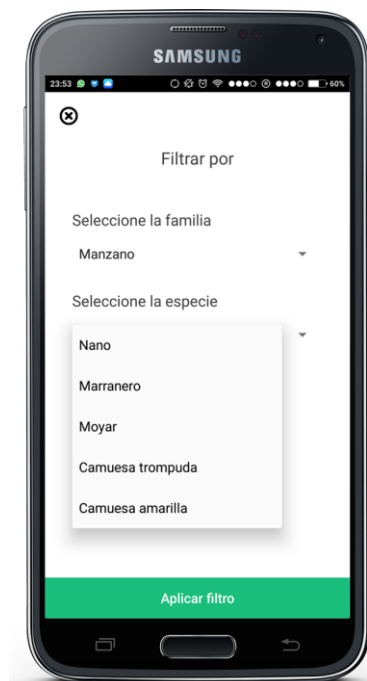 SAMSUNG
23:53 60%
Filtrar por
Seleccione la familia
Manzano
Seleccione la especie
Nano
Marranero
Moyar
Camuesa trompuda
Camuesa amarilla
Aplicar filtro